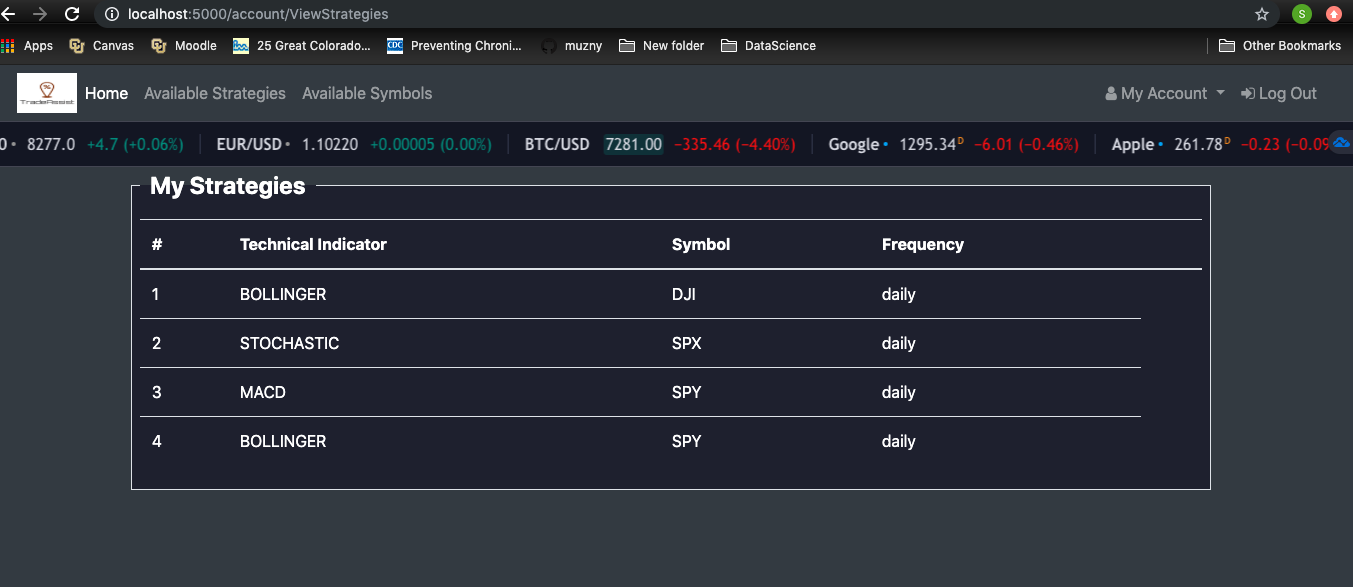 localhost:5000/account/ViewStrategies S
Apps Canvas Moodle 25 Great Colorado... CDC Preventing Chroni... muzny New folder DataScience Other Bookmarks
TradeAssist Home Available Strategies Available Symbols My Account Log Out
0 • 8277.0 +4.7 (+0.06%) EUR/USD • 1.10220 +0.00005 (0.00%) BTC/USD 7281.00 −335.46 (−4.40%) Google • 1295.34 D −6.01 (−0.46%) Apple • 261.78 D −0.23 (−0.09
My Strategies
# Technical Indicator Symbol Frequency
1 BOLLINGER DJI daily
2 STOCHASTIC SPX daily
3 MACD SPY daily
4 BOLLINGER SPY daily